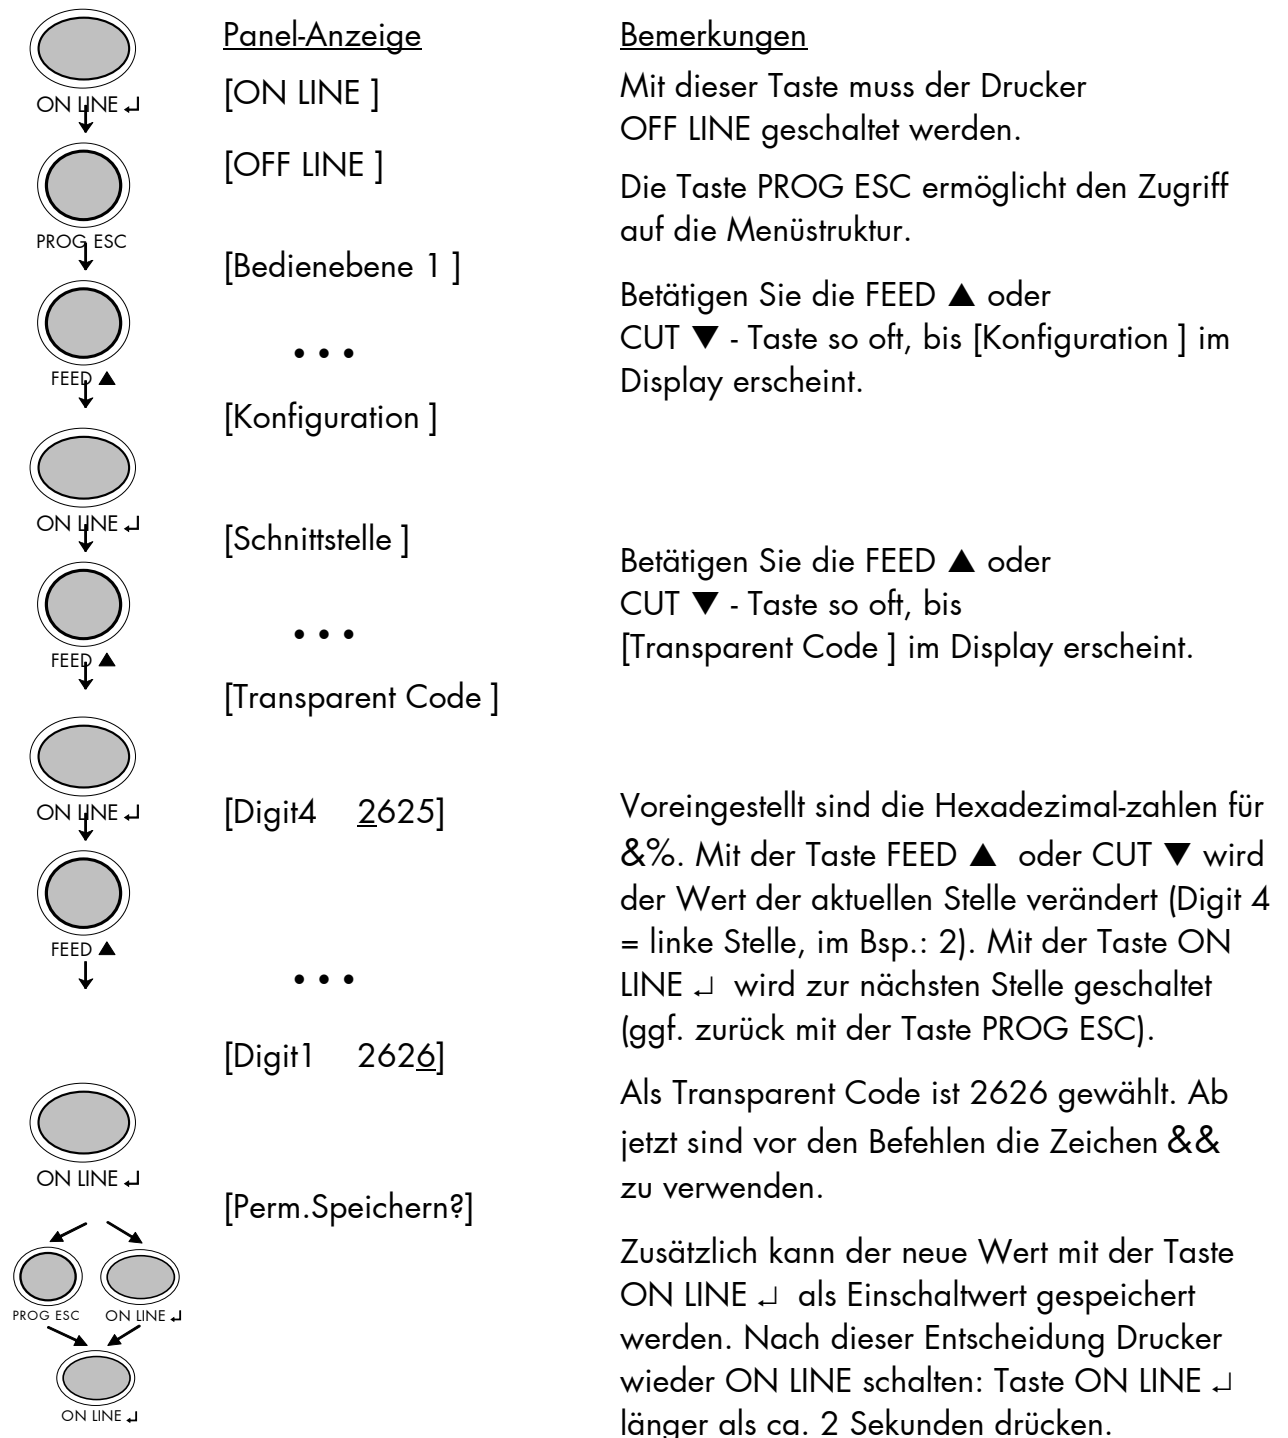 Panel-Anzeige
Bemerkungen
ON LINE ↵
[ON LINE ]
Mit dieser Taste muss der Drucker
OFF LINE geschaltet werden.
PROG ESC
[OFF LINE ]
Die Taste PROG ESC ermöglicht den Zugriff
auf die Menüstruktur.
FEED ▲
[Bedienebene 1 ]
Betätigen Sie die FEED ▲ oder
CUT ▼ - Taste so oft, bis [Konfiguration ] im
Display erscheint.
• • •
[Konfiguration ]
ON LINE ↵
[Schnittstelle ]
FEED ▲
Betätigen Sie die FEED ▲ oder
CUT ▼ - Taste so oft, bis
[Transparent Code ] im Display erscheint.
• • •
[Transparent Code ]
ON LINE ↵
[Digit4 2625]
Voreingestellt sind die Hexadezimal-zahlen für
&%. Mit der Taste FEED ▲ oder CUT ▼ wird
der Wert der aktuellen Stelle verändert (Digit 4
= linke Stelle, im Bsp.: 2). Mit der Taste ON
LINE ↵ wird zur nächsten Stelle geschaltet
(ggf. zurück mit der Taste PROG ESC).
FEED ▲
• • •
[Digit1 2626]
Als Transparent Code ist 2626 gewählt. Ab
jetzt sind vor den Befehlen die Zeichen &&
zu verwenden.
ON LINE ↵
[Perm.Speichern?]
Zusätzlich kann der neue Wert mit der Taste
ON LINE ↵ als Einschaltwert gespeichert
werden. Nach dieser Entscheidung Drucker
wieder ON LINE schalten: Taste ON LINE ↵
länger als ca. 2 Sekunden drücken.
PROG ESC ON LINE ↵
ON LINE ↵